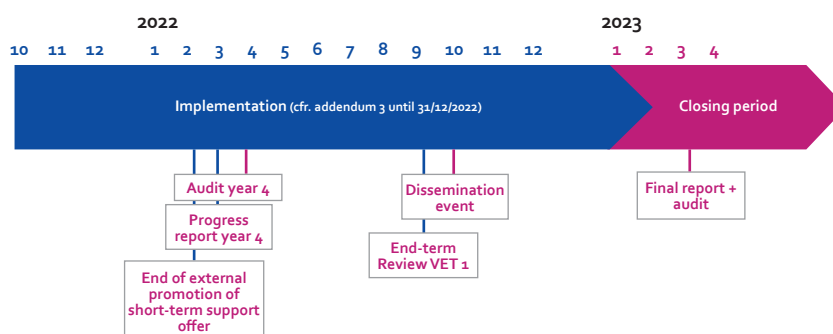 2022 2023
10 11 12 1 2 3 4 5 6 7 8 9 10 11 12 1 2 3 4
Implementation (cfr. addendum 3 until 31/12/2022) Closing period
Audit year 4
Progress
report year 4
End of external
promotion of
short-term support
offer
Dissemination
event
End-term
Review VET 1
Final report +
audit